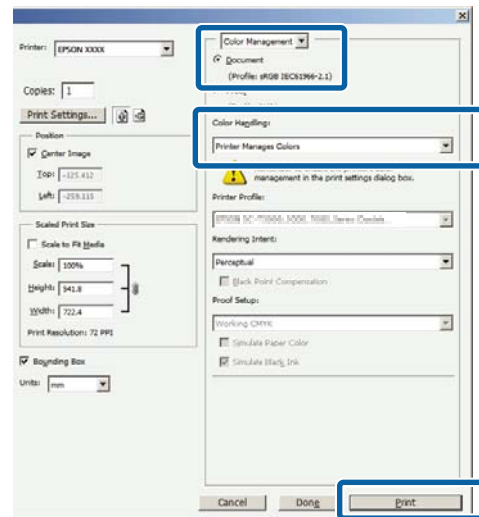 Printer: EPSON XXXX
Copies: 1
Print Settings...
Position
Center Image
Top: -125.412
Left: -259.115
Scaled Print Size
Scale to Fit Media
Scale: 100%
Height: 541.8
Width: 722.4
Print Resolution: 72 PPI
Bounding Box
Units: mm
Color Management
Document
(Profile: sRGB IEC61966-2.1)
Color Handling:
Printer Manages Colors
management in the print settings dialog box.
Printer Profile:
Rendering Intent:
Perceptual
Black Point Compensation
Proof Setup:
Working CMYK
Simulate Paper Color
Simulate Black Ink
Cancel
Done
Print